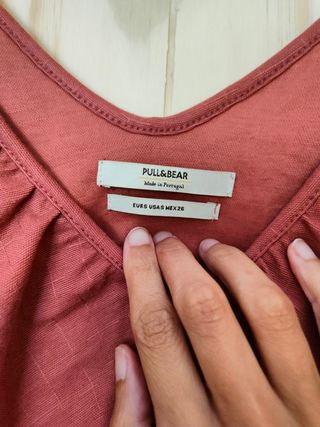 PULL&BEAR
Made in Portugal
EUR S USA S MEX 26